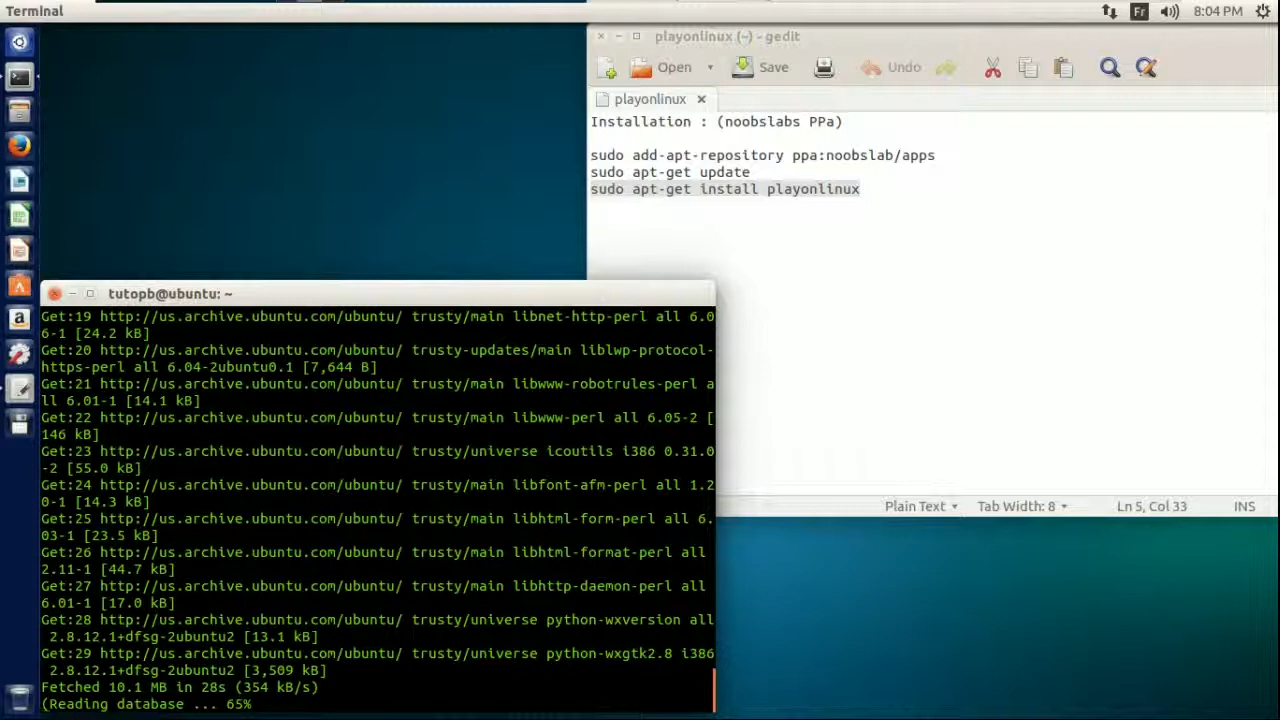 Terminal
Fr
8:04 PM
playonlinux (~) - gedit
Open
Save
Undo
playonlinux
Installation : (noobslabs PPa)
sudo add-apt-repository ppa:noobslab/apps
sudo apt-get update
sudo apt-get install playonlinux
Plain Text
Tab Width: 8
Ln 5, Col 33
INS
tutopb@ubuntu: ~
Get:19 http://us.archive.ubuntu.com/ubuntu/ trusty/main libnet-http-perl all 6.0
6-1 [24.2 kB]
Get:20 http://us.archive.ubuntu.com/ubuntu/ trusty-updates/main liblwp-protocol-
https-perl all 6.04-2ubuntu0.1 [7,644 B]
Get:21 http://us.archive.ubuntu.com/ubuntu/ trusty/main libwww-robotrules-perl a
ll 6.01-1 [14.1 kB]
Get:22 http://us.archive.ubuntu.com/ubuntu/ trusty/main libwww-perl all 6.05-2 [
146 kB]
Get:23 http://us.archive.ubuntu.com/ubuntu/ trusty/universe icoutils i386 0.31.0
-2 [55.0 kB]
Get:24 http://us.archive.ubuntu.com/ubuntu/ trusty/main libfont-afm-perl all 1.2
0-1 [14.3 kB]
Get:25 http://us.archive.ubuntu.com/ubuntu/ trusty/main libhtml-form-perl all 6.
03-1 [23.5 kB]
Get:26 http://us.archive.ubuntu.com/ubuntu/ trusty/main libhtml-format-perl all
2.11-1 [44.7 kB]
Get:27 http://us.archive.ubuntu.com/ubuntu/ trusty/main libhttp-daemon-perl all
6.01-1 [17.0 kB]
Get:28 http://us.archive.ubuntu.com/ubuntu/ trusty/universe python-wxversion all
2.8.12.1+dfsg-2ubuntu2 [13.1 kB]
Get:29 http://us.archive.ubuntu.com/ubuntu/ trusty/universe python-wxgtk2.8 i386
2.8.12.1+dfsg-2ubuntu2 [3,509 kB]
Fetched 10.1 MB in 28s (354 kB/s)
(Reading database ... 65%